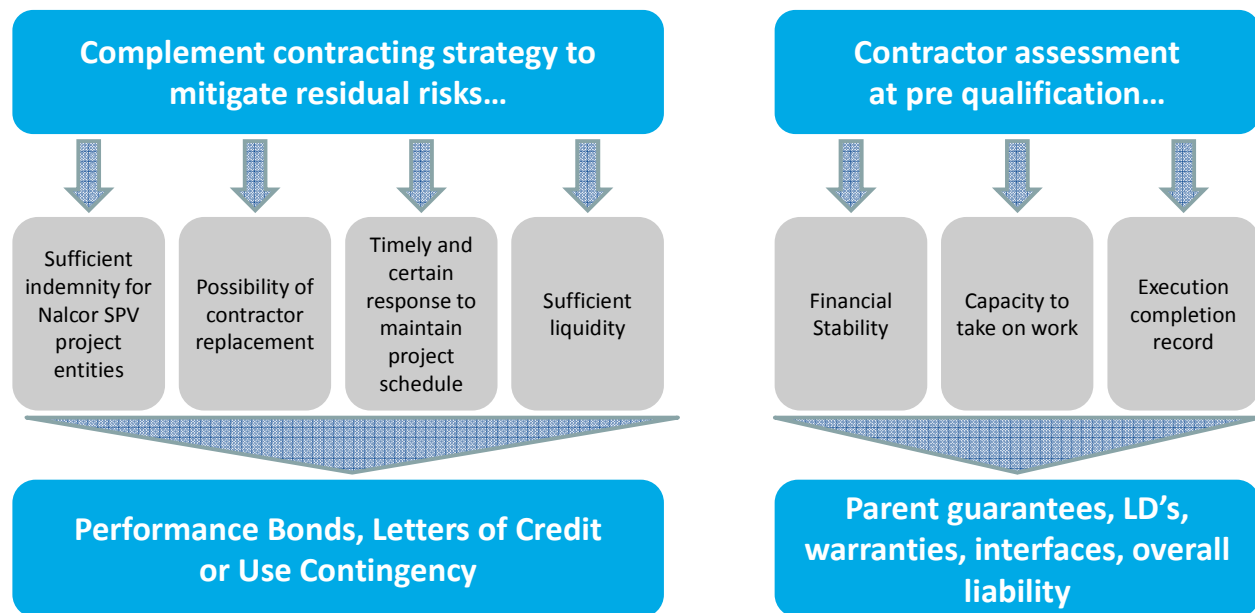 Complement contracting strategy to
mitigate residual risks…
Contractor assessment
at pre qualification…
Sufficient
indemnity for
Nalcor SPV
project
entities
Possibility of
contractor
replacement
Timely and
certain
response to
maintain
project
schedule
Sufficient
liquidity
Financial
Stability
Capacity to
take on work
Execution
completion
record
Performance Bonds, Letters of Credit
or Use Contingency
Parent guarantees, LD’s,
warranties, interfaces, overall
liability